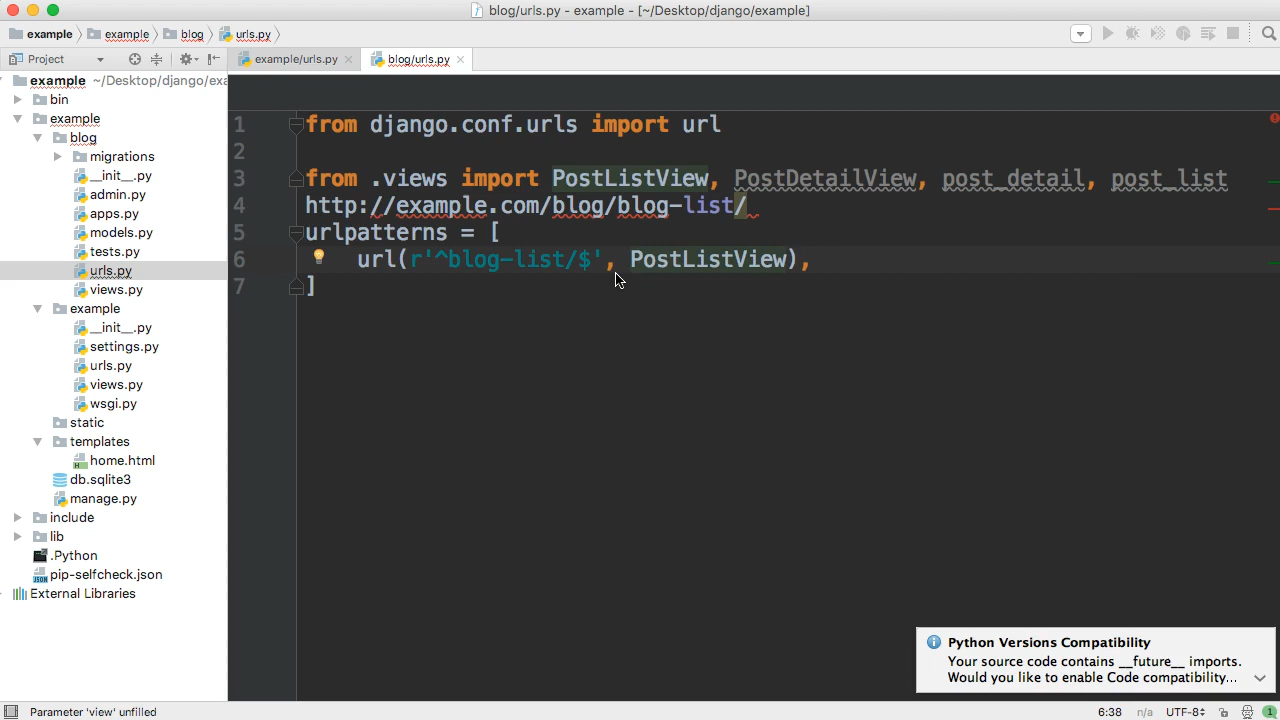 blog/urls.py - example - [~/Desktop/django/example]
example example blog urls.py
Project
example/urls.py blog/urls.py
example ~/Desktop/django/exa
bin
example
blog
migrations
__init__.py
admin.py
apps.py
models.py
tests.py
urls.py
views.py
example
__init__.py
settings.py
urls.py
views.py
wsgi.py
static
templates
home.html
db.sqlite3
manage.py
include
lib
.Python
pip-selfcheck.json
External Libraries
1 from django.conf.urls import url
2
3 from .views import PostListView, PostDetailView, post_detail, post_list
4 http://example.com/blog/blog-list/
5 urlpatterns = [
6 url(r'^blog-list/$', PostListView),
7 ]
Python Versions Compatibility
Your source code contains __future__ imports.
Would you like to enable Code compatibility...
Parameter 'view' unfilled
6:38 n/a UTF-8 1